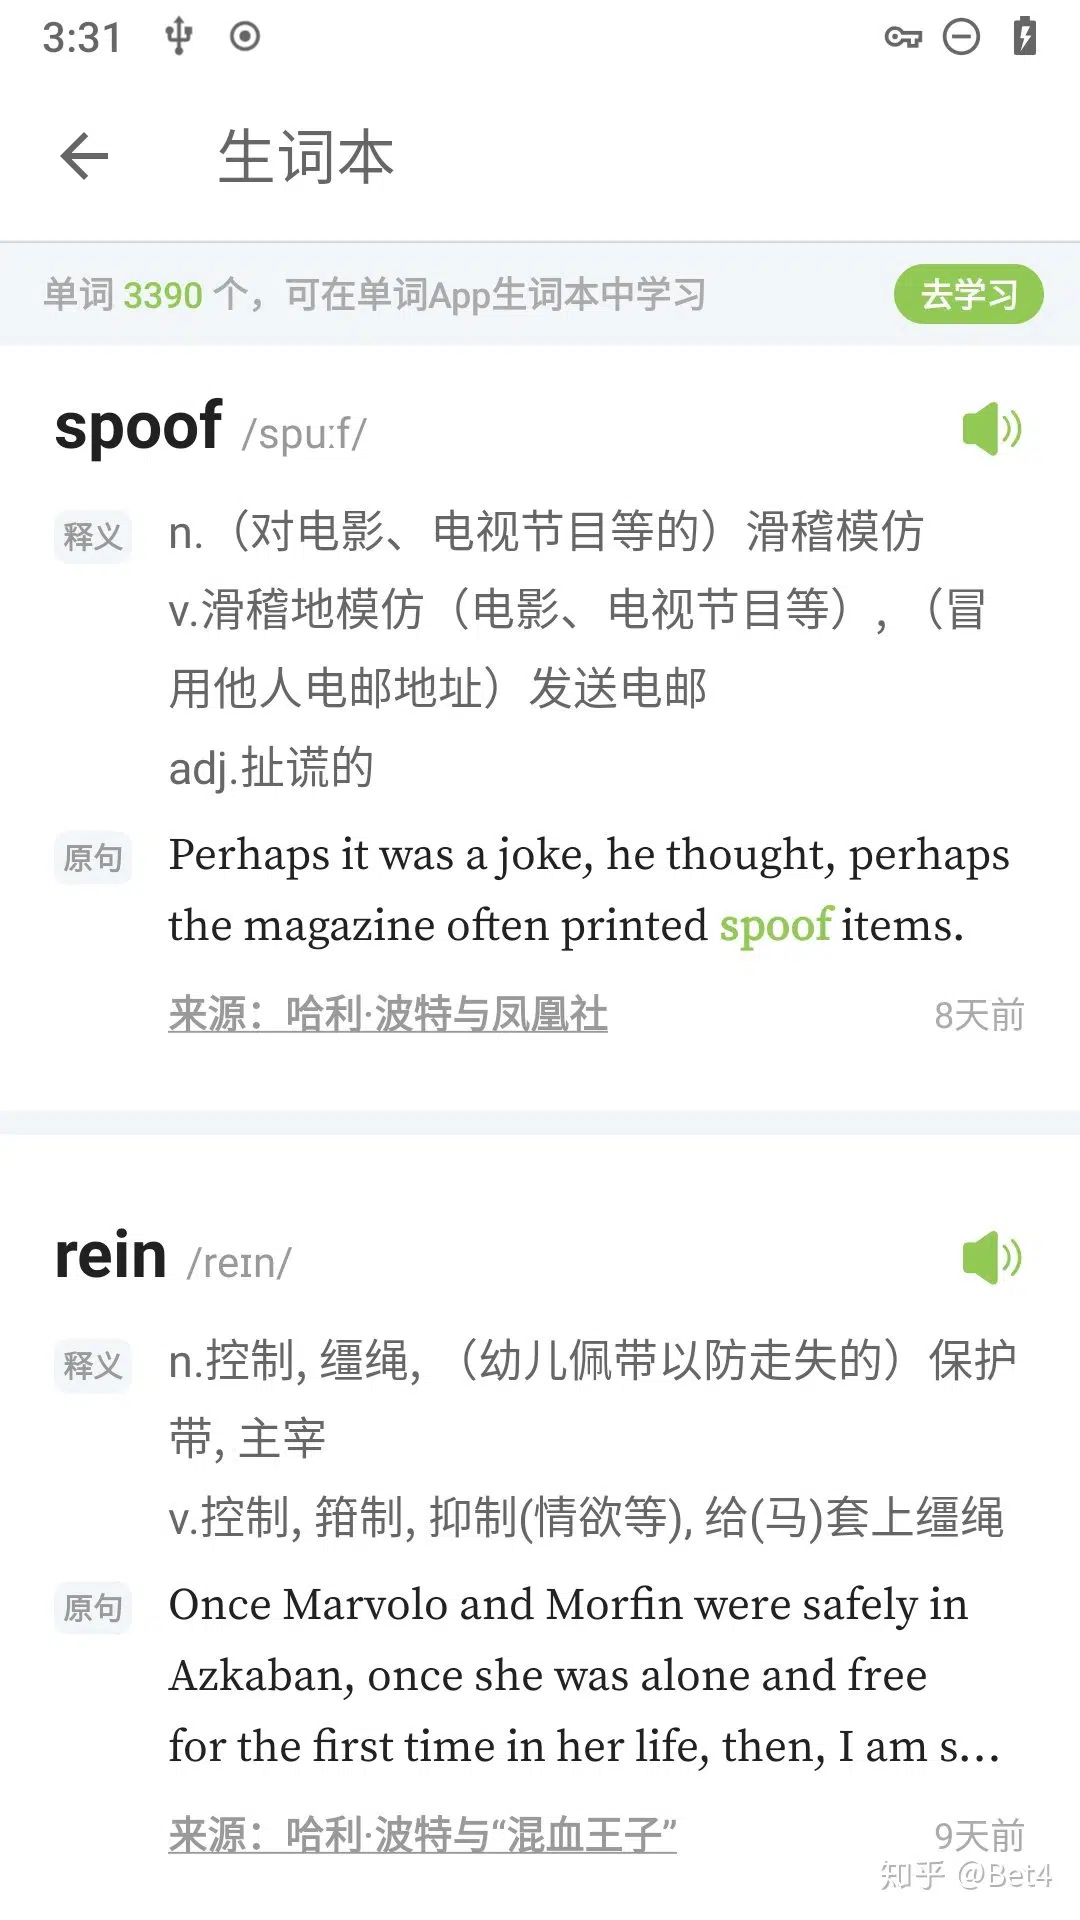 3:31
生词本
单词 3390 个，可在单词App生词本中学习
去学习
spoof /spuːf/
释义
n.（对电影、电视节目等的）滑稽模仿
v.滑稽地模仿（电影、电视节目等），（冒
用他人电邮地址）发送电邮
adj.扯谎的
原句
Perhaps it was a joke, he thought, perhaps
the magazine often printed spoof items.
来源：哈利·波特与凤凰社
8天前
rein /reɪn/
释义
n.控制, 缰绳, （幼儿佩带以防走失的）保护
带, 主宰
v.控制, 箝制, 抑制(情欲等), 给(马)套上缰绳
原句
Once Marvolo and Morfin were safely in
Azkaban, once she was alone and free
for the first time in her life, then, I am s...
来源：哈利·波特与“混血王子”
9天前
知乎 @Bet4